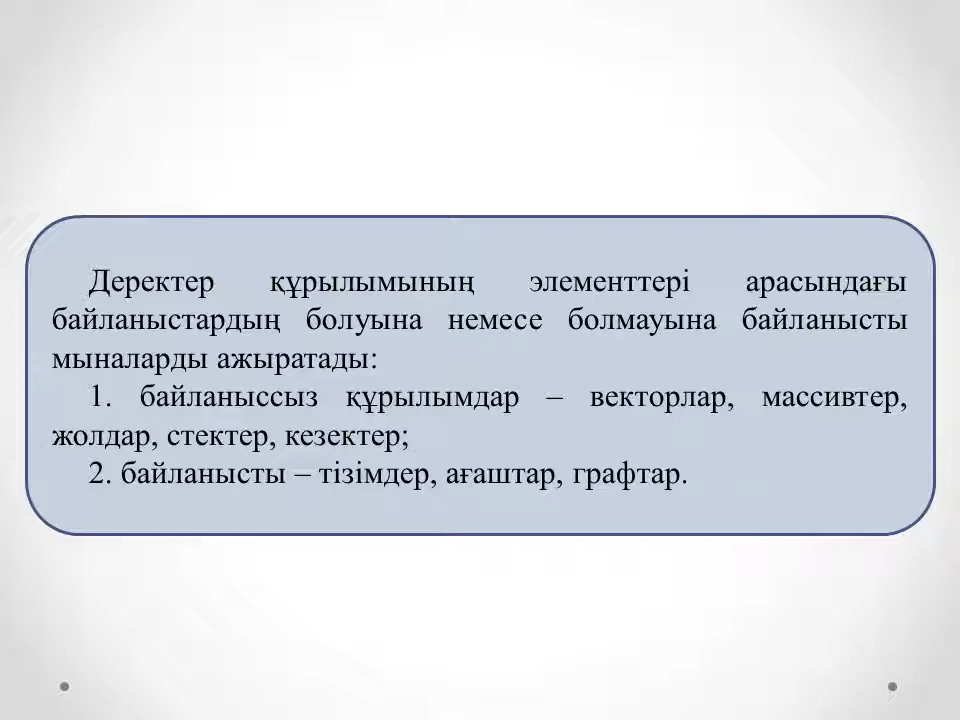 Деректер құрылымының элементтері арасындағы
байланыстардың болуына немесе болмауына байланысты
мыналарды ажыратады:
1. байланыссыз құрылымдар – векторлар, массивтер,
жолдар, стектер, кезектер;
2. байланысты – тізімдер, ағаштар, графтар.